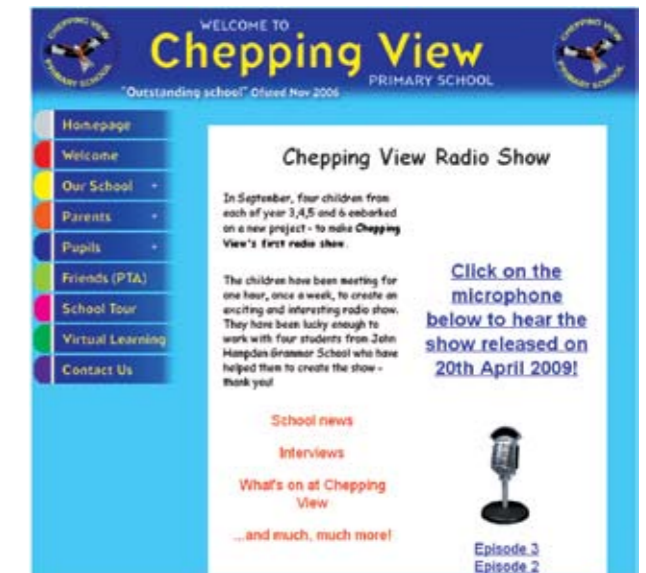 WELCOME TO
Chepping View
PRIMARY SCHOOL
"Outstanding school" Ofsted Nov 2006
Homepage
Welcome
Our School +
Parents +
Pupils +
Friends (PTA)
School Tour
Virtual Learning
Contact Us
Chepping View Radio Show
In September, four children from
each of year 3,4,5 and 6 embarked
on a new project - to make Chepping
View's first radio show.
The children have been meeting for
one hour, once a week, to create an
exciting and interesting radio show.
They have been lucky enough to
work with four students from John
Hampden Grammar School who have
helped them to create the show -
thank you!
School news
Interviews
What's on at Chepping
View
...and much, much more!
Click on the
microphone
below to hear the
show released on
20th April 2009!
Episode 3
Episode 2